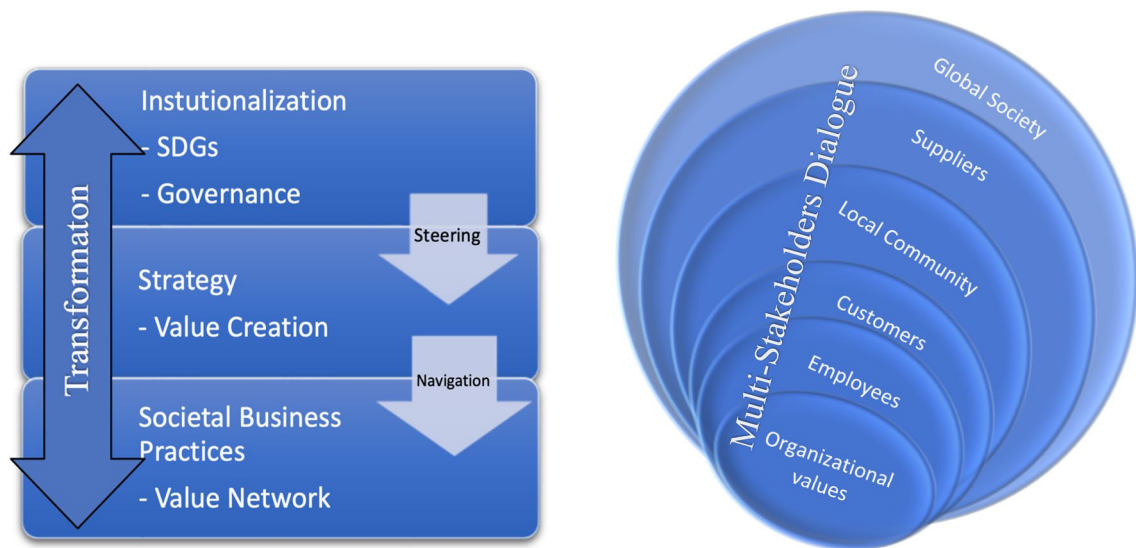 Transformaton
Instutionalization
- SDGs
- Governance
Steering
Strategy
- Value Creation
Navigation
Societal Business
Practices
- Value Network
Multi-Stakeholders Dialogue
Global Society
Suppliers
Local Community
Customers
Employees
Organizational
values